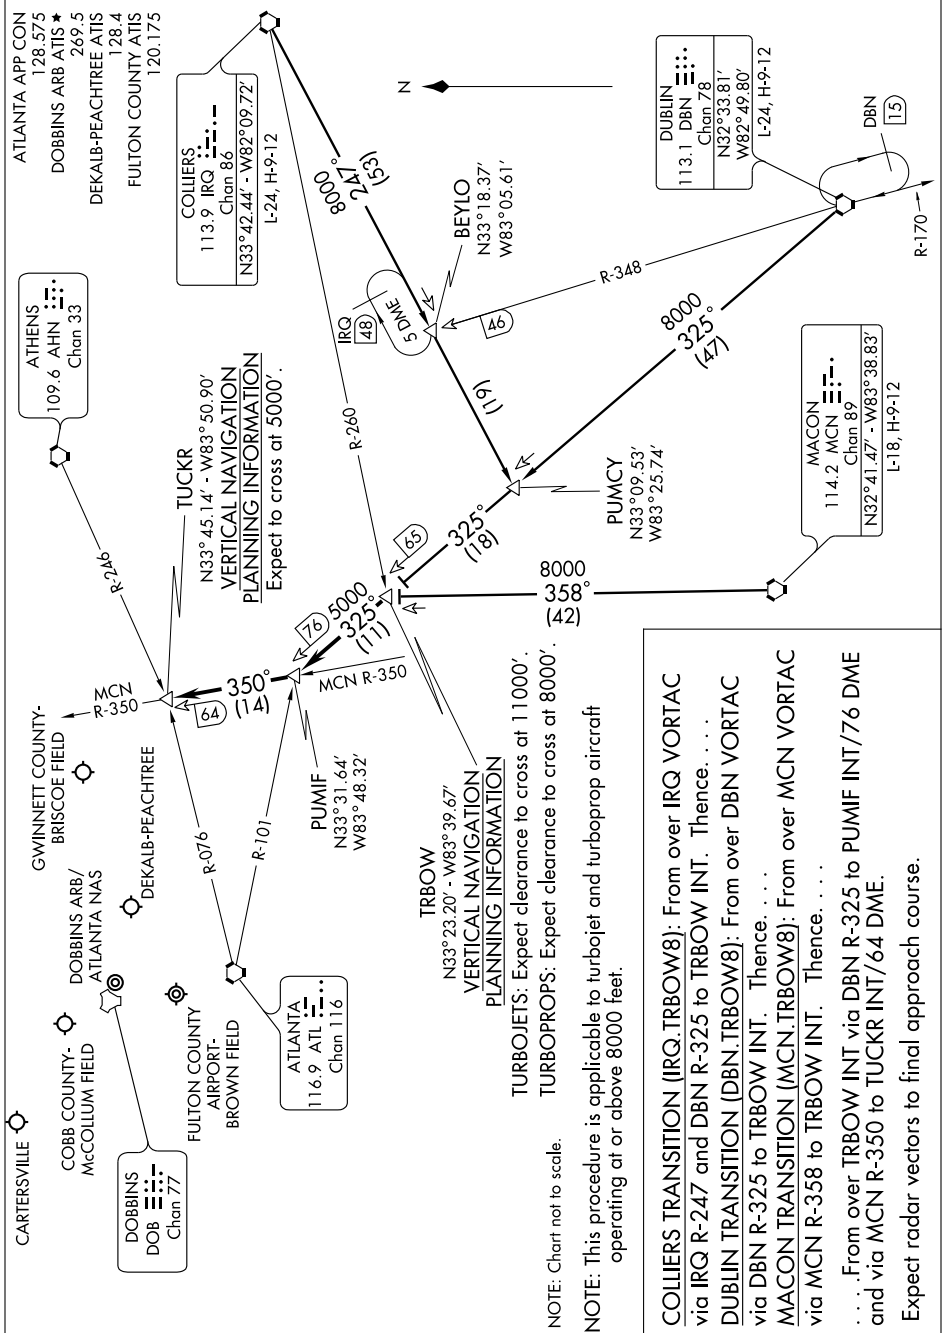 ATLANTA APP CON
128.575
DOBBINS ARB ATIS ★
269.5
DEKALB-PEACHTREE ATIS
128.4
FULTON COUNTY ATIS
120.175
COLLIERS
113.9 IRQ
Chan 86
N33°42.44' - W82°09.72'
L-24, H-9-12
ATHENS
109.6 AHN
Chan 33
N
8000
247°
(53)
DUBLIN
113.1 DBN
Chan 78
N32°33.81'
W82°49.80'
L-24, H-9-12
DBN
15
R-170
BEYLO
N33°18.37'
W83°05.61'
IRQ
48
5 DME
46
R-348
R-260
(19)
8000
325°
(47)
PUMCY
N33°09.53'
W83°25.74'
MACON
114.2 MCN
Chan 89
N32°41.47' - W83°38.83'
L-18, H-9-12
TUCKR
N33°45.14' - W83°50.90'
VERTICAL NAVIGATION
PLANNING INFORMATION
Expect to cross at 5000'.
R-246
65
325°
(18)
8000
358°
(42)
76
5000
325°
(11)
MCN R-350
MCN
R-350
64
350°
(14)
PUMIF
N33°31.64'
W83°48.32'
GWINNETT COUNTY-
BRISCOE FIELD
DEKALB-PEACHTREE
R-076
R-101
DOBBINS ARB/
ATLANTA NAS
CARTERSVILLE
COBB COUNTY-
McCOLLUM FIELD
FULTON COUNTY
AIRPORT-
BROWN FIELD
DOBBINS
DOB
Chan 77
ATLANTA
116.9 ATL
Chan 116
TRBOW
N33°23.20' - W83°39.67'
VERTICAL NAVIGATION
PLANNING INFORMATION
TURBOJETS: Expect clearance to cross at 11000'.
TURBOPROPS: Expect clearance to cross at 8000'.
NOTE: Chart not to scale.
NOTE: This procedure is applicable to turbojet and turboprop aircraft
operating at or above 8000 feet.
COLLIERS TRANSITION (IRQ.TRBOW8): From over IRQ VORTAC
via IRQ R-247 and DBN R-325 to TRBOW INT. Thence. . . .
DUBLIN TRANSITION (DBN.TRBOW8): From over DBN VORTAC
via DBN R-325 to TRBOW INT. Thence. . . .
MACON TRANSITION (MCN.TRBOW8): From over MCN VORTAC
via MCN R-358 to TRBOW INT. Thence. . . .
. . . .From over TRBOW INT via DBN R-325 to PUMIF INT/76 DME
and via MCN R-350 to TUCKR INT/64 DME.
Expect radar vectors to final approach course.